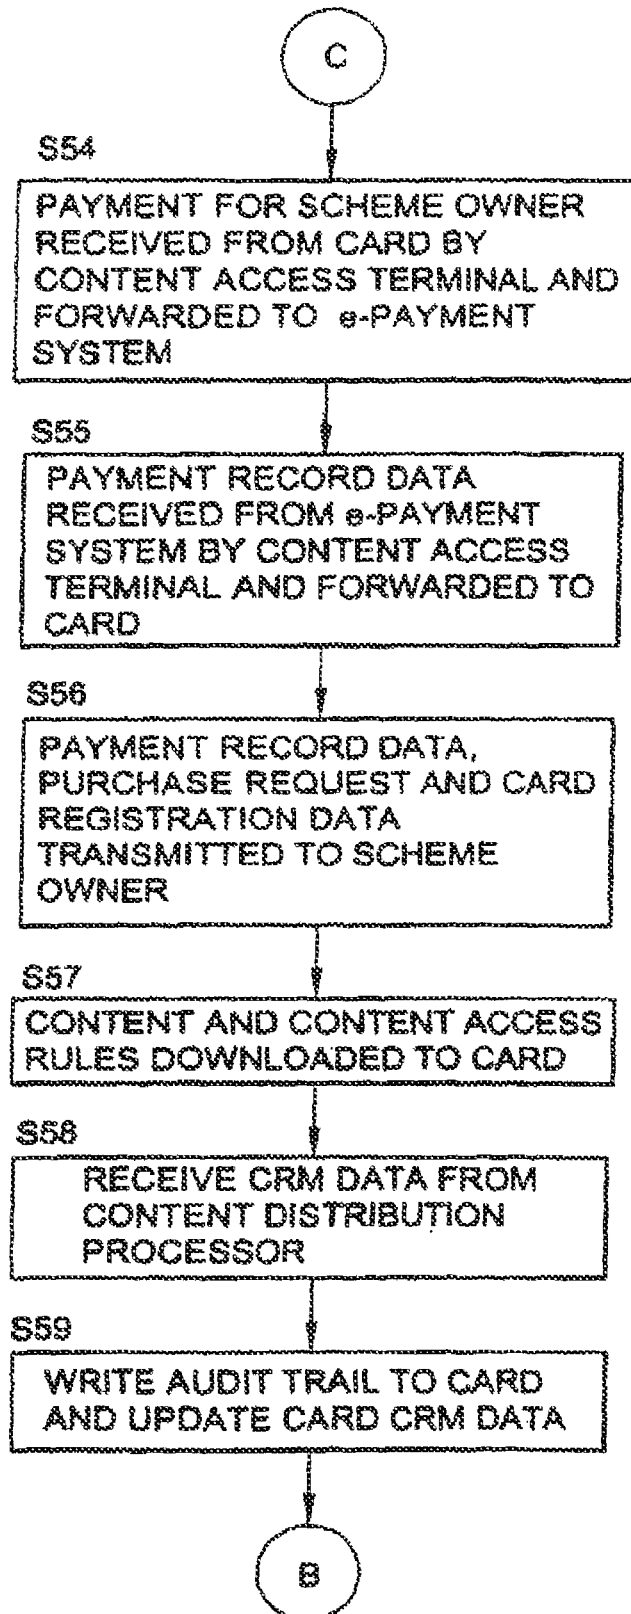 C
S54
PAYMENT FOR SCHEME OWNER
RECEIVED FROM CARD BY
CONTENT ACCESS TERMINAL AND
FORWARDED TO e-PAYMENT
SYSTEM
S55
PAYMENT RECORD DATA
RECEIVED FROM e-PAYMENT
SYSTEM BY CONTENT ACCESS
TERMINAL AND FORWARDED TO
CARD
S56
PAYMENT RECORD DATA,
PURCHASE REQUEST AND CARD
REGISTRATION DATA
TRANSMITTED TO SCHEME
OWNER
S57
CONTENT AND CONTENT ACCESS
RULES DOWNLOADED TO CARD
S58
RECEIVE CRM DATA FROM
CONTENT DISTRIBUTION
PROCESSOR
S59
WRITE AUDIT TRAIL TO CARD
AND UPDATE CARD CRM DATA
B